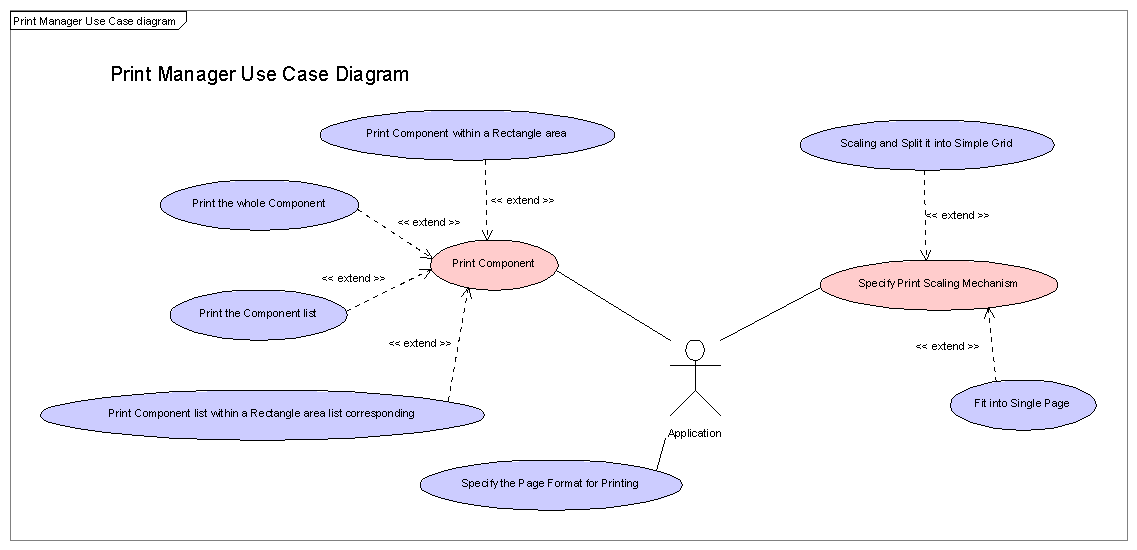 Print Manager Use Case diagram
Print Manager Use Case Diagram
Print Component within a Rectangle area
Scaling and Split it into Simple Grid
Print the whole Component
<< extend >>
<< extend >>
<< extend >>
Print Component
<< extend >>
Specify Print Scaling Mechanism
Print the Component list
<< extend >>
<< extend >>
Print Component list within a Rectangle area list corresponding
Fit into Single Page
Application
Specify the Page Format for Printing